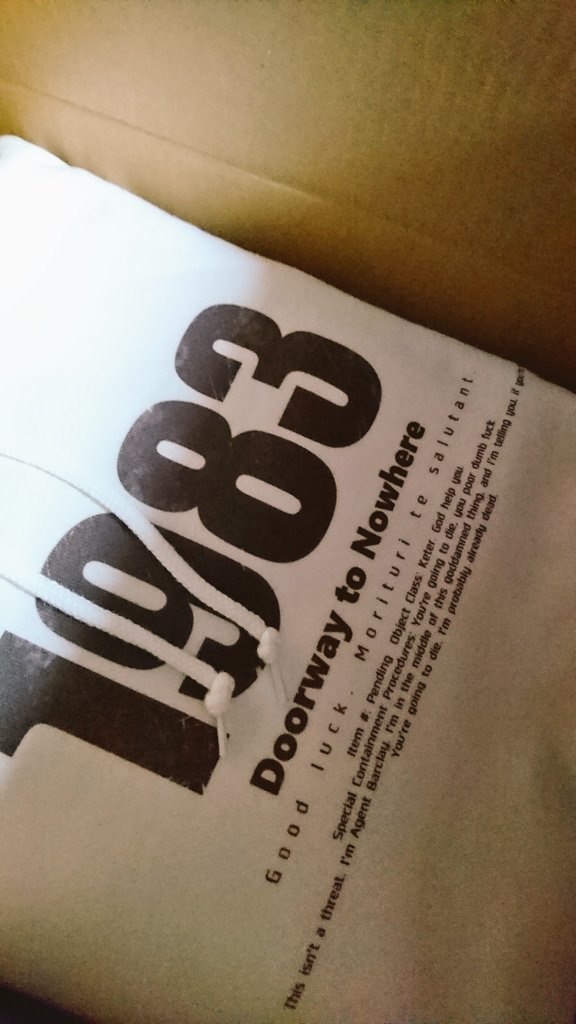 1983
Doorway to Nowhere
Good luck. Morituri te salutant.
Item #: Pending Object Class: Keter. God help you.
Special Containment Procedures: You're going to die, you poor dumb fuck
This isn't a threat. I'm Agent Barclay, I'm in the middle of this goddamned thing, and I'm telling you, if
You're going to die. I'm probably already dead.